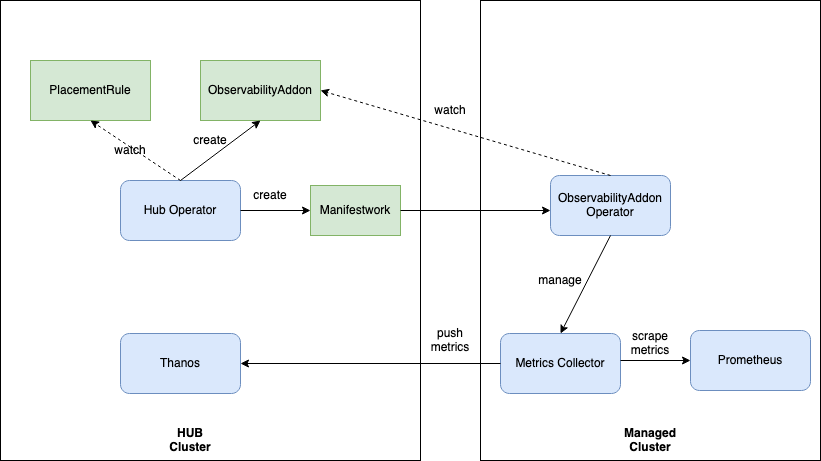 PlacementRule
ObservabilityAddon
watch
create
watch
Hub Operator
create
Manifestwork
ObservabilityAddon
Operator
manage
Thanos
push
metrics
Metrics Collector
scrape
metrics
Prometheus
HUB
Cluster
Managed
Cluster